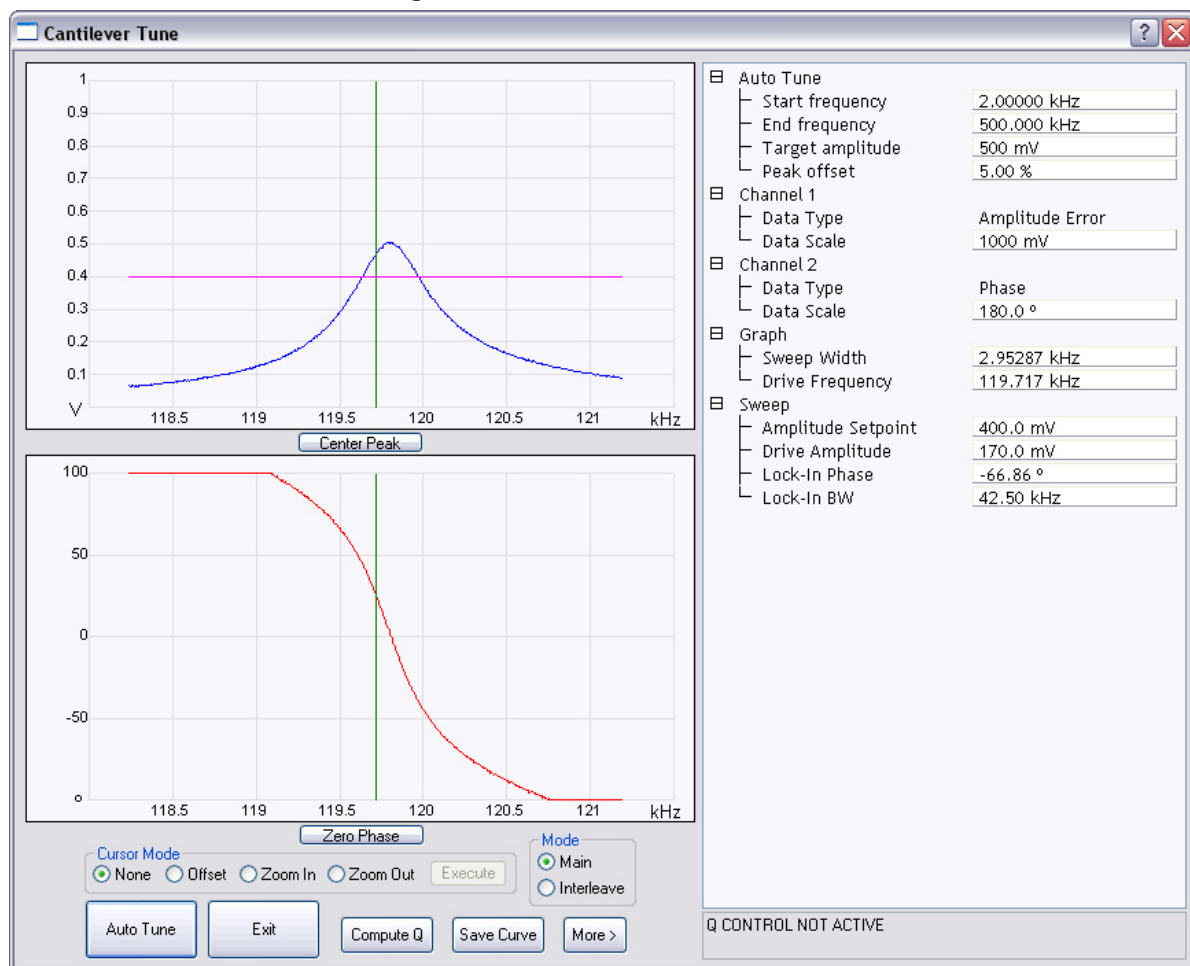 Cantilever Tune
1
0.9
0.8
0.7
0.6
0.5
0.4
0.3
0.2
0.1
V
118.5 119 119.5 120 120.5 121 kHz
Center Peak
100
50
0
-50
o
118.5 119 119.5 120 120.5 121 kHz
Zero Phase
Cursor Mode
None Offset Zoom In Zoom Out Execute
Mode
Main
Interleave
Auto Tune Exit Compute Q Save Curve More >
Auto Tune
Start frequency 2.00000 kHz
End frequency 500.000 kHz
Target amplitude 500 mV
Peak offset 5.00 %
Channel 1
Data Type Amplitude Error
Data Scale 1000 mV
Channel 2
Data Type Phase
Data Scale 180.0 º
Graph
Sweep Width 2.95287 kHz
Drive Frequency 119.717 kHz
Sweep
Amplitude Setpoint 400.0 mV
Drive Amplitude 170.0 mV
Lock-In Phase -66.86 º
Lock-In BW 42.50 kHz
Q CONTROL NOT ACTIVE